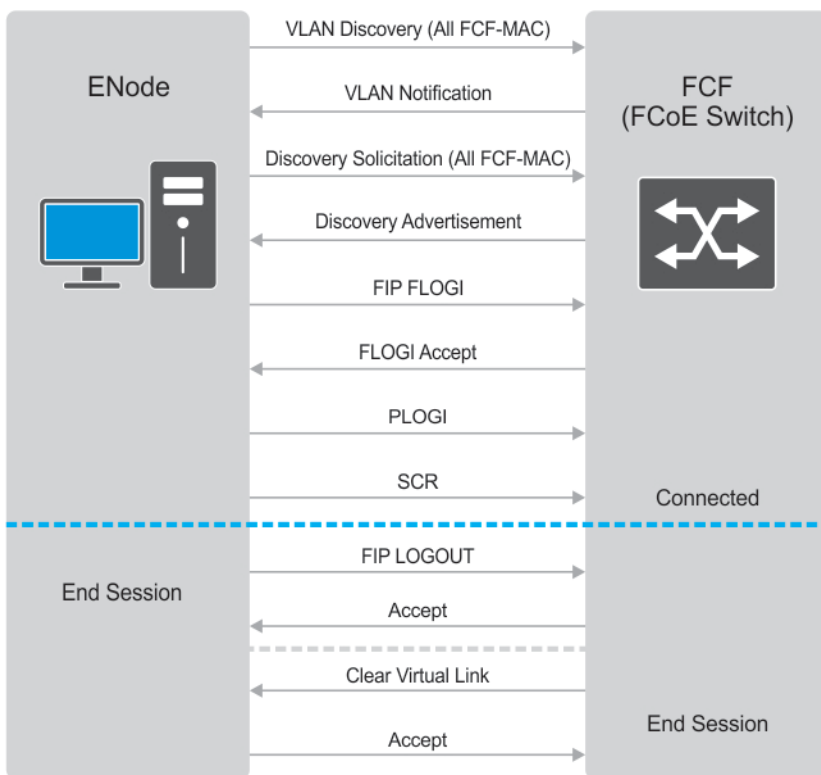 VLAN Discovery (All FCF-MAC)
ENode
FCF
(FCoE Switch)
VLAN Notification
Discovery Solicitation (All FCF-MAC)
Discovery Advertisement
FIP FLOGI
FLOGI Accept
PLOGI
SCR
Connected
FIP LOGOUT
End Session
Accept
Clear Virtual Link
End Session
Accept